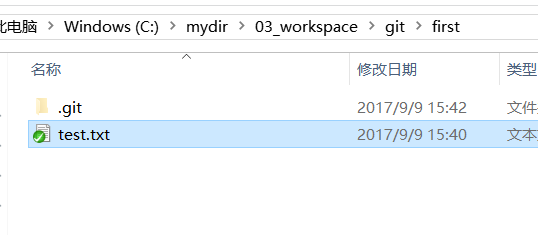 此电脑 > Windows (C:) > mydir > 03_workspace > git > first
名称 修改日期 类型
.git 2017/9/9 15:42 文件
test.txt 2017/9/9 15:40 文本